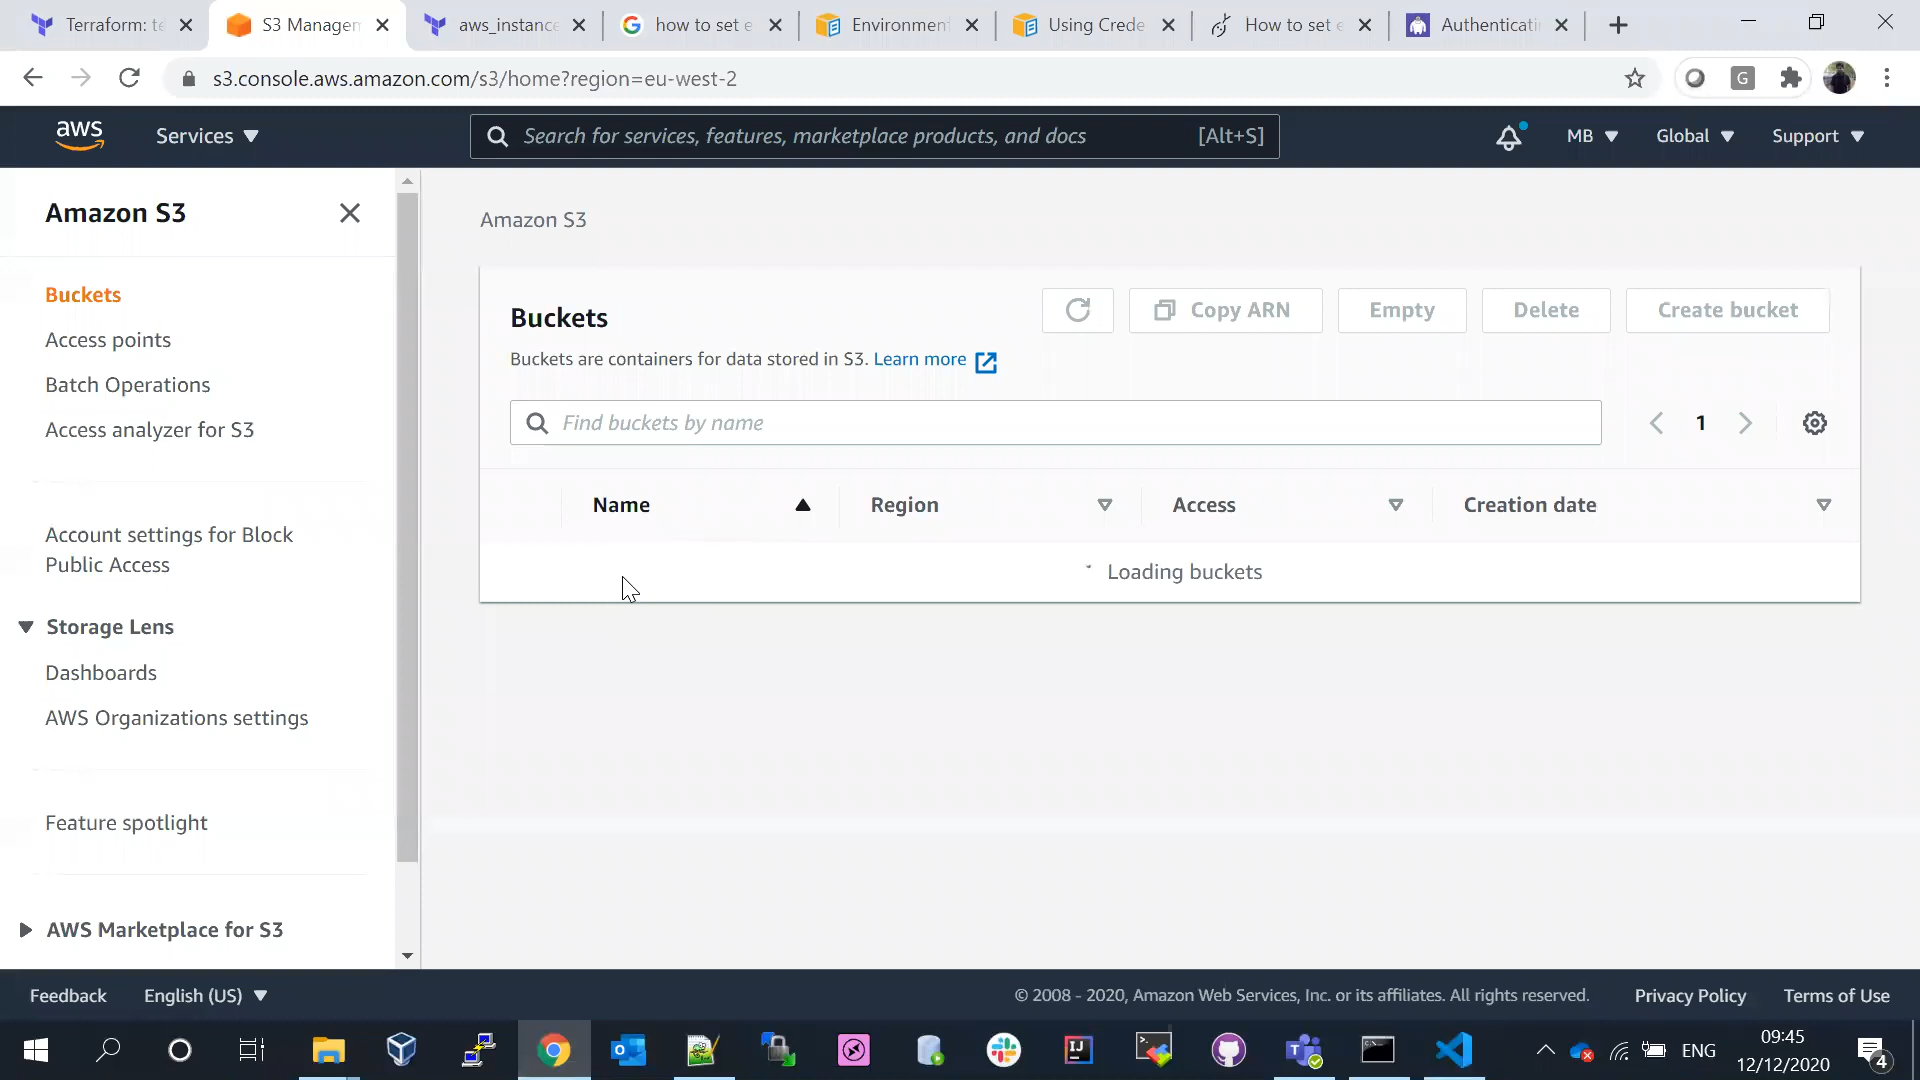 Terraform: te
S3 Managem
aws_instanc
how to set e
Environmen
Using Crede
How to set e
Authenticati
s3.console.aws.amazon.com/s3/home?region=eu-west-2
G
aws
Services
Search for services, features, marketplace products, and docs
[Alt+S]
MB
Global
Support
Amazon S3
Buckets
Access points
Batch Operations
Access analyzer for S3
Account settings for Block
Public Access
Storage Lens
Dashboards
AWS Organizations settings
Feature spotlight
AWS Marketplace for S3
Amazon S3
Buckets
Copy ARN
Empty
Delete
Create bucket
Buckets are containers for data stored in S3. Learn more
Find buckets by name
1
Name
Region
Access
Creation date
Loading buckets
Feedback
English (US)
© 2008 - 2020, Amazon Web Services, Inc. or its affiliates. All rights reserved.
Privacy Policy
Terms of Use
ENG
09:45
12/12/2020
4